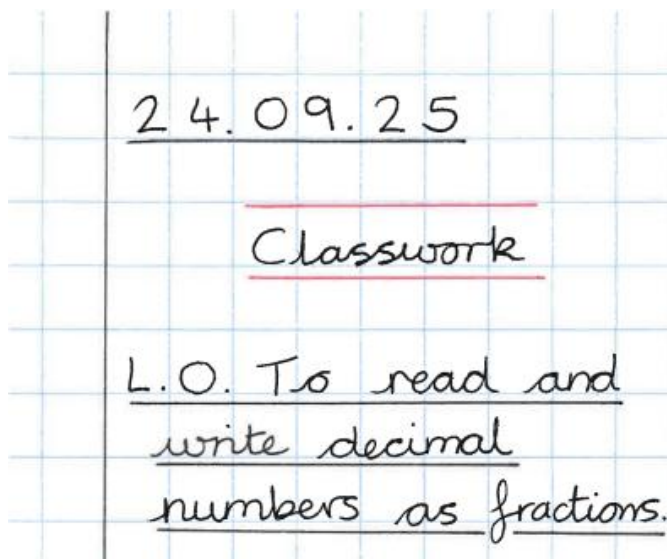 24.09.25
Classwork
L.O. To read and
write decimal
numbers as fractions.